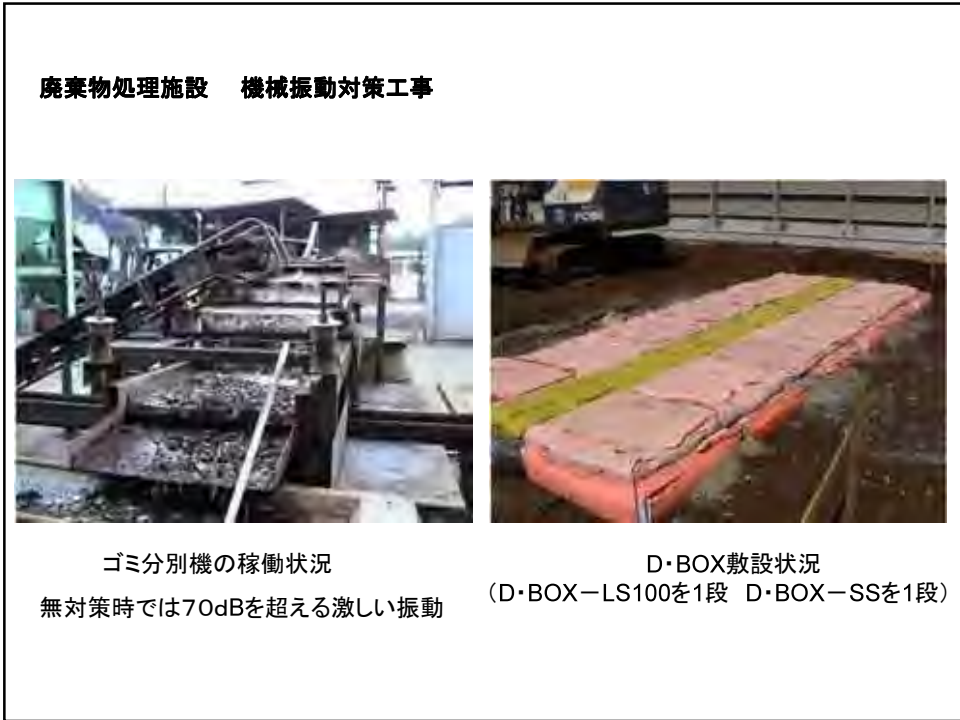 廃棄物処理施設　機械振動対策工事
ゴミ分別機の稼働状況
無対策時では70dBを超える激しい振動
D・BOX敷設状況
（D・BOX－LS100を1段　D・BOX－SSを1段）